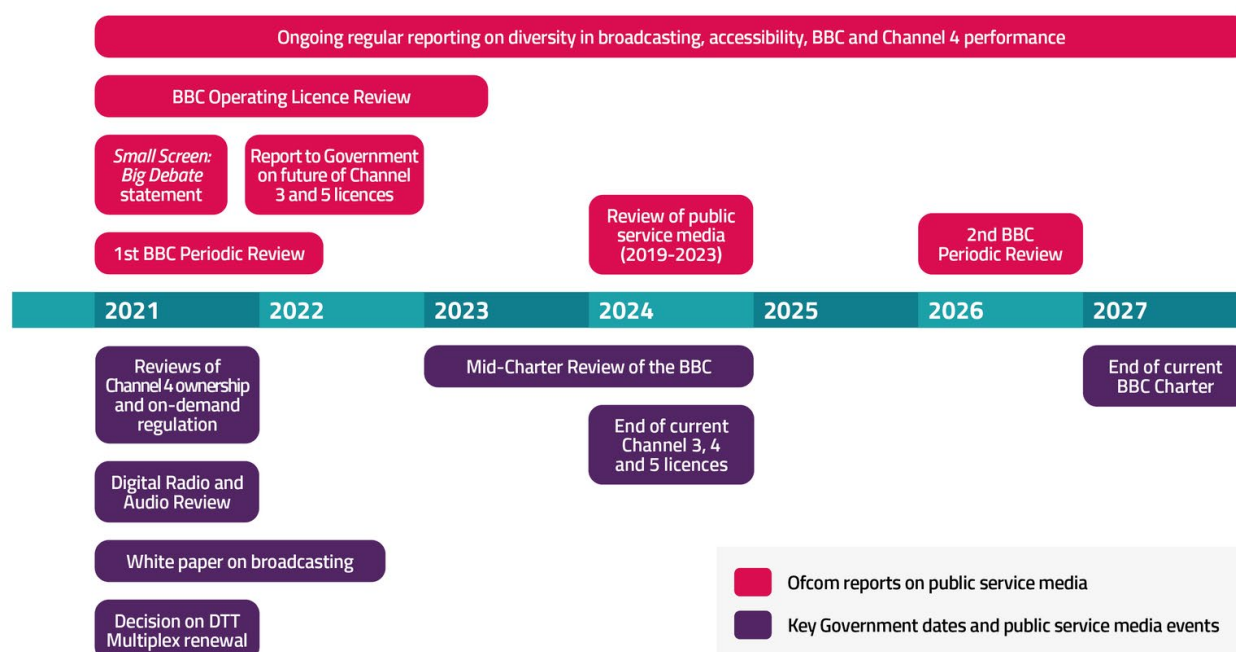 Ongoing regular reporting on diversity in broadcasting, accessibility, BBC and Channel 4 performance
BBC Operating Licence Review
Small Screen:
Big Debate
statement
Report to Government
on future of Channel
3 and 5 licences
1st BBC Periodic Review
Review of public
service media
(2019-2023)
2nd BBC
Periodic Review
2021 2022 2023 2024 2025 2026 2027
Reviews of
Channel 4 ownership
and on-demand
regulation
Mid-Charter Review of the BBC
End of current
BBC Charter
End of current
Channel 3, 4
and 5 licences
Digital Radio and
Audio Review
White paper on broadcasting
Decision on DTT
Multiplex renewal
Ofcom reports on public service media
Key Government dates and public service media events